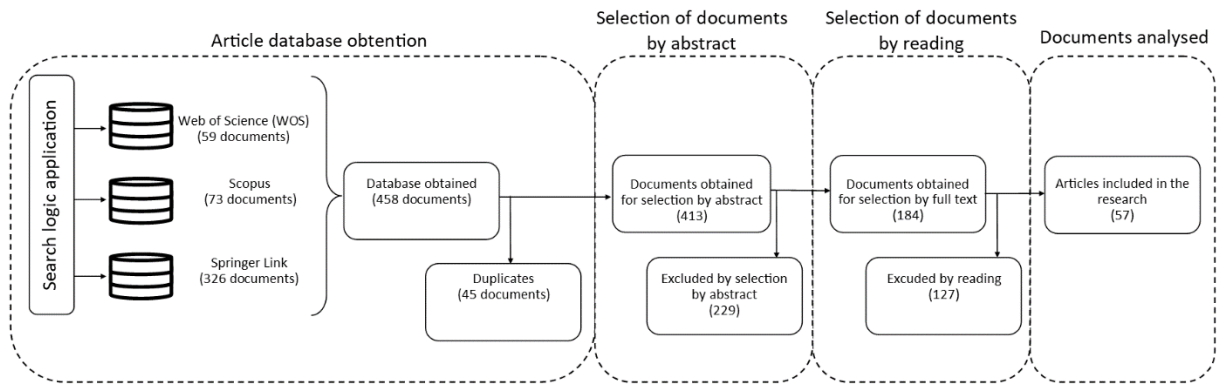 Article database obtention
Search logic application
Web of Science (WOS)
(59 documents)
Scopus
(73 documents)
Springer Link
(326 documents)
Database obtained
(458 documents)
Duplicates
(45 documents)
Selection of documents
by abstract
Documents obtained
for selection by abstract
(413)
Excluded by selection
by abstract
(229)
Selection of documents
by reading
Documents obtained
for selection by full text
(184)
Excuded by reading
(127)
Documents analysed
Articles included in the
research
(57)